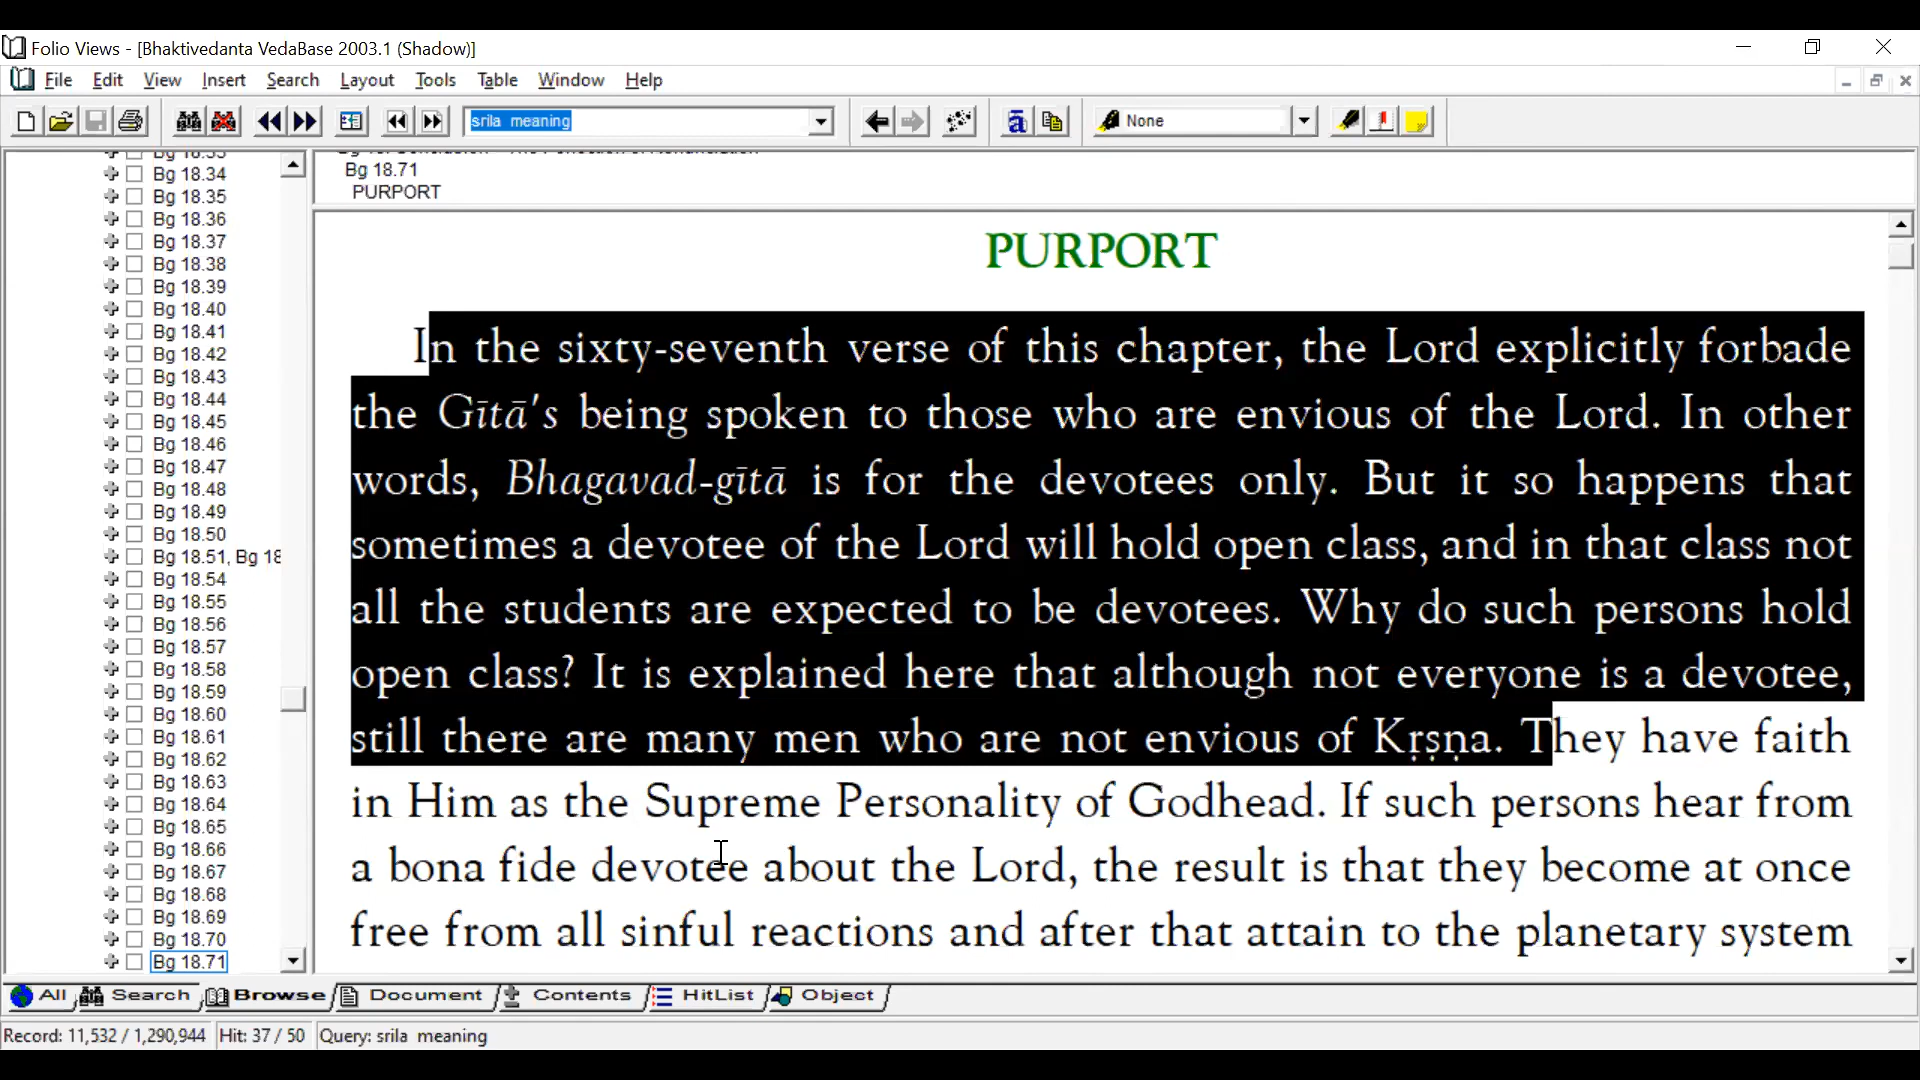 Folio Views - [Bhaktivedanta VedaBase 2003.1 (Shadow)]
File Edit View Insert Search Layout Tools Table Window Help
srila meaning
None
Bg 18.34
Bg 18.35
Bg 18.36
Bg 18.37
Bg 18.38
Bg 18.39
Bg 18.40
Bg 18.41
Bg 18.42
Bg 18.43
Bg 18.44
Bg 18.45
Bg 18.46
Bg 18.47
Bg 18.48
Bg 18.49
Bg 18.50
Bg 18.51, Bg 18
Bg 18.54
Bg 18.55
Bg 18.56
Bg 18.57
Bg 18.58
Bg 18.59
Bg 18.60
Bg 18.61
Bg 18.62
Bg 18.63
Bg 18.64
Bg 18.65
Bg 18.66
Bg 18.67
Bg 18.68
Bg 18.69
Bg 18.70
Bg 18.71
Bg 18.71
PURPORT
PURPORT
In the sixty-seventh verse of this chapter, the Lord explicitly forbade
the Gītā's being spoken to those who are envious of the Lord. In other
words, Bhagavad-gītā is for the devotees only. But it so happens that
sometimes a devotee of the Lord will hold open class, and in that class not
all the students are expected to be devotees. Why do such persons hold
open class? It is explained here that although not everyone is a devotee,
still there are many men who are not envious of Kṛṣṇa. They have faith
in Him as the Supreme Personality of Godhead. If such persons hear from
a bona fide devotee about the Lord, the result is that they become at once
free from all sinful reactions and after that attain to the planetary system
All Search Browse Document Contents HitList Object
Record: 11,532 / 1,290,944 Hit: 37 / 50 Query: srila meaning